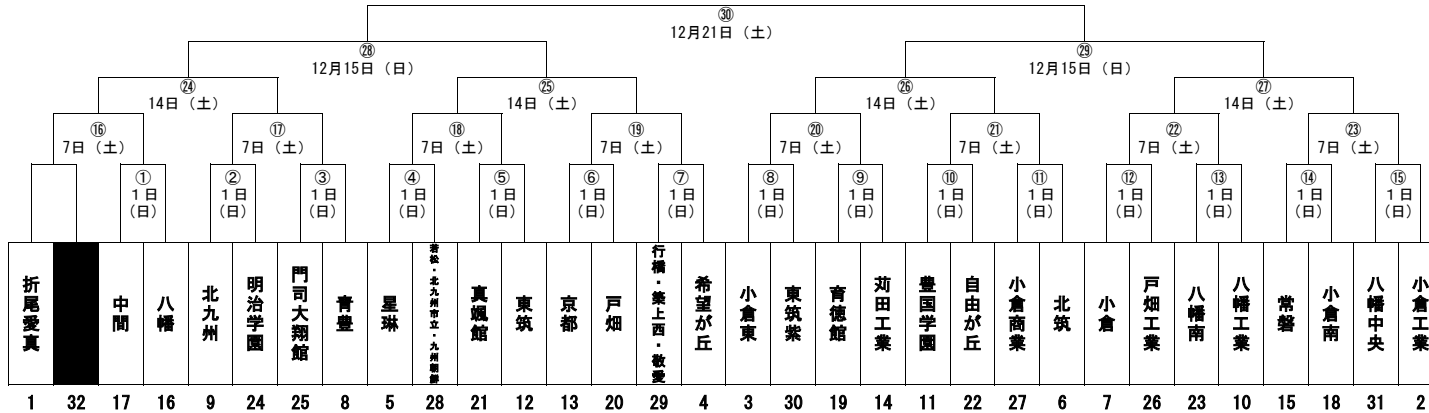 ㉚
12月21日（土）
㉘ ㉙
12月15日（日） 12月15日（日）
㉔ ㉕ ㉖ ㉗
14日（土） 14日（土） 14日（土） 14日（土）
⑯ ⑰ ⑱ ⑲ ⑳ ㉑ ㉒ ㉓
7日（土） 7日（土） 7日（土） 7日（土） 7日（土） 7日（土） 7日（土） 7日（土）
① ② ③ ④ ⑤ ⑥ ⑦ ⑧ ⑨ ⑩ ⑪ ⑫ ⑬ ⑭ ⑮
１日 １日 １日 １日 １日 １日 １日 １日 １日 １日 １日 １日 １日 １日 １日
（日） （日） （日） （日） （日） （日） （日） （日） （日） （日） （日） （日） （日） （日） （日）
折尾愛真
中間
八幡
北九州
明治学園
門司大翔館
青豊
星琳
若松・北九州市立・九州朝鮮
真颯館
東筑
京都
戸畑
行橋・築上西・敬愛
希望が丘
小倉東
東筑紫
育徳館
苅田工業
豊国学園
自由が丘
小倉商業
北筑
小倉
戸畑工業
八幡南
八幡工業
常磐
小倉南
八幡中央
小倉工業
1 32 17 16 9 24 25 8 5 28 21 12 13 20 29 4 3 30 19 14 11 22 27 6 7 26 23 10 15 18 31 2